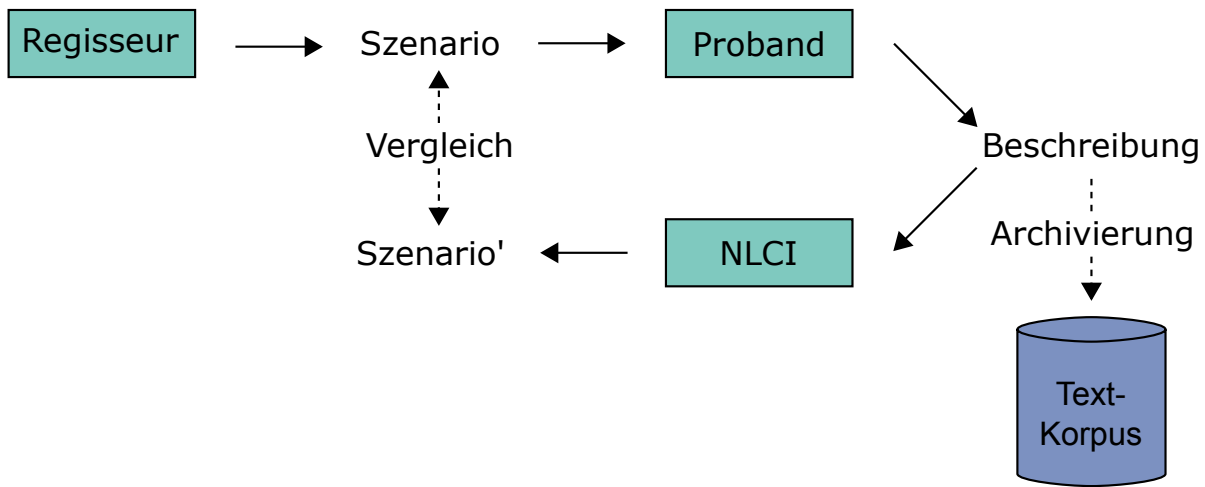 Regisseur
Szenario
Proband
Vergleich
Beschreibung
Szenario'
NLCI
Archivierung
Text-
Korpus